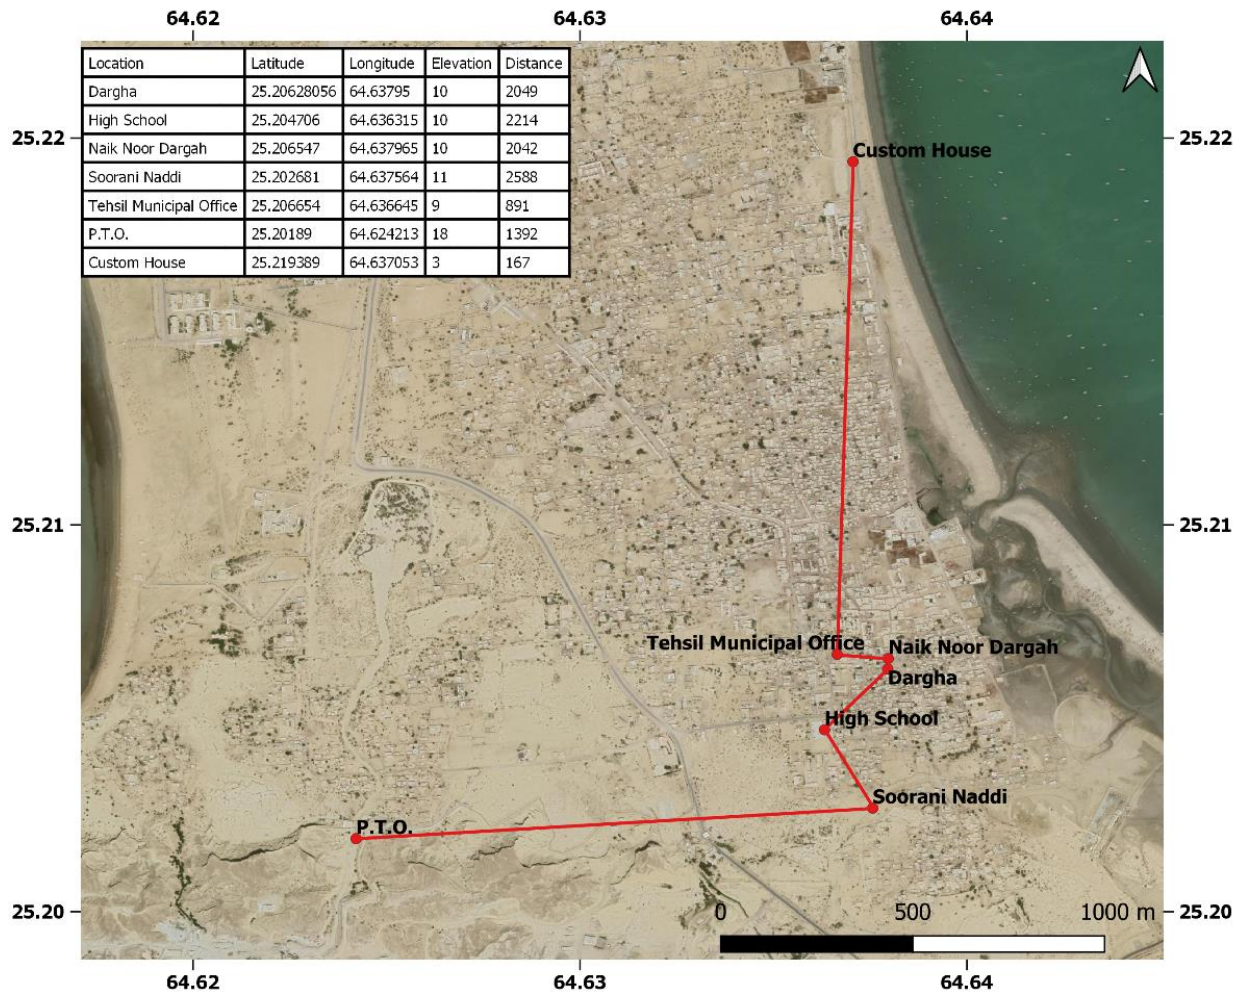 64.62 64.63 64.64
Location Latitude Longitude Elevation Distance
Dargha 25.20628056 64.63795 10 2049
High School 25.204706 64.636315 10 2214
Naik Noor Dargah 25.206547 64.637965 10 2042
Soorani Naddi 25.202681 64.637564 11 2588
Tehsil Municipal Office 25.206654 64.636645 9 891
P.T.O. 25.20189 64.624213 18 1392
Custom House 25.219389 64.637053 3 167
25.22 25.22
Custom House
25.21 25.21
Tehsil Municipal Office
Naik Noor Dargah
Dargha
High School
Soorani Naddi
P.T.O.
25.20 25.20
0 500 1000 m
64.62 64.63 64.64